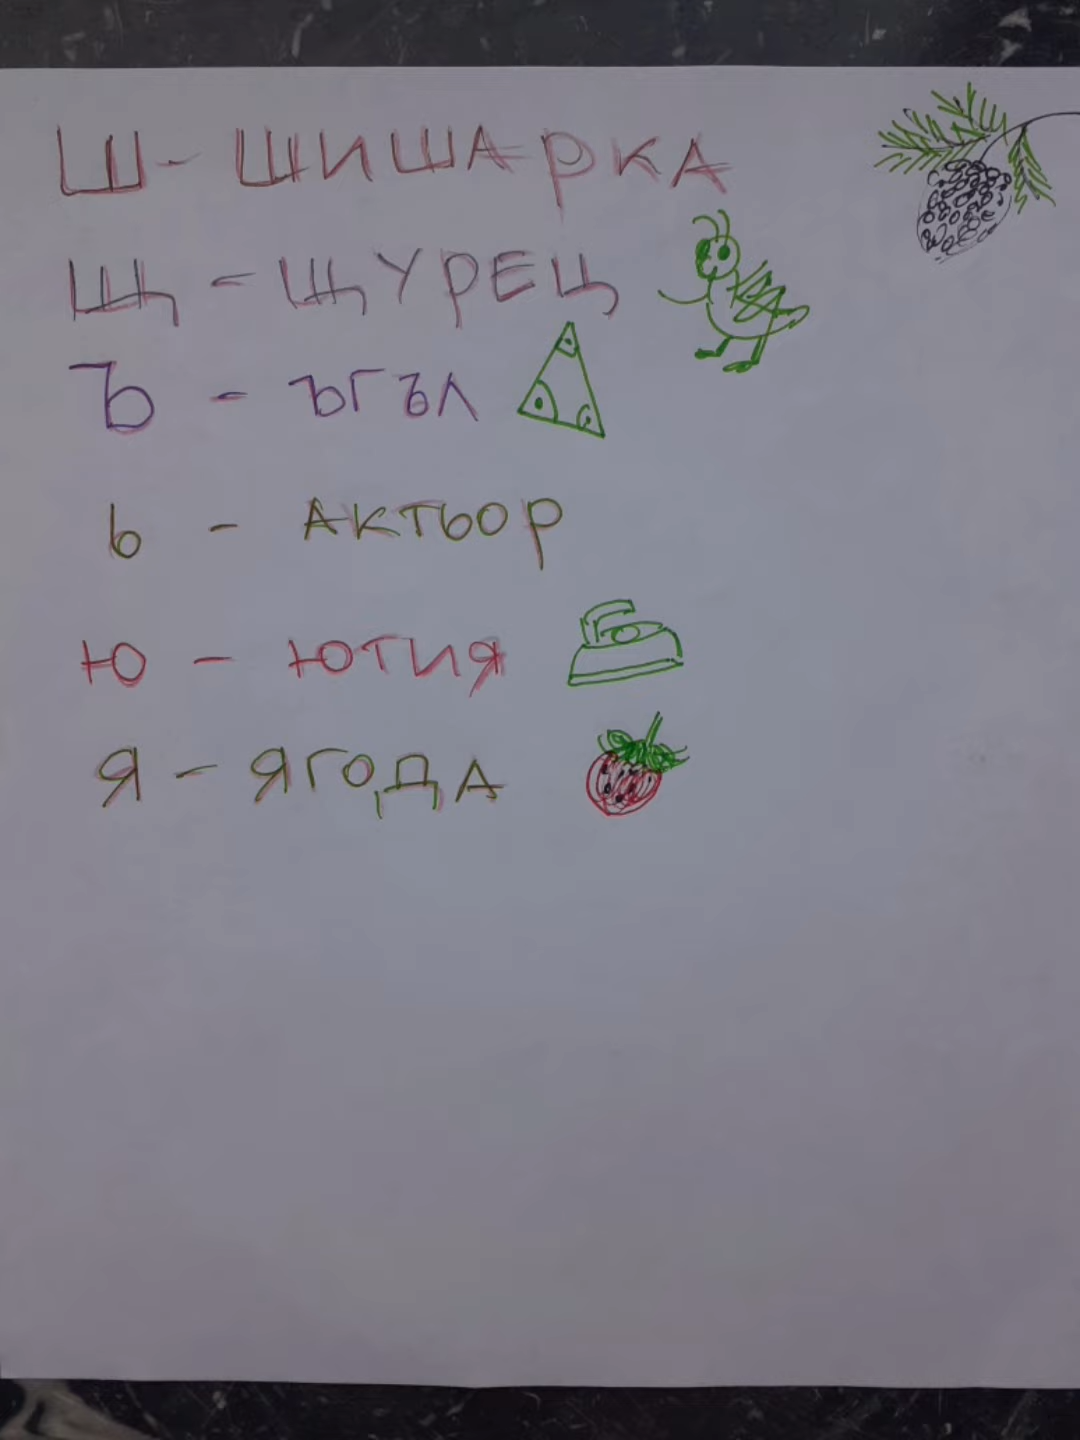 Ш - ШИШАРКА
Щ - ЩУРЕЦ
Ъ - ЪГЪЛ
Ь - АКТЬОР
Ю - ЮТИЯ
Я - ЯГОДА